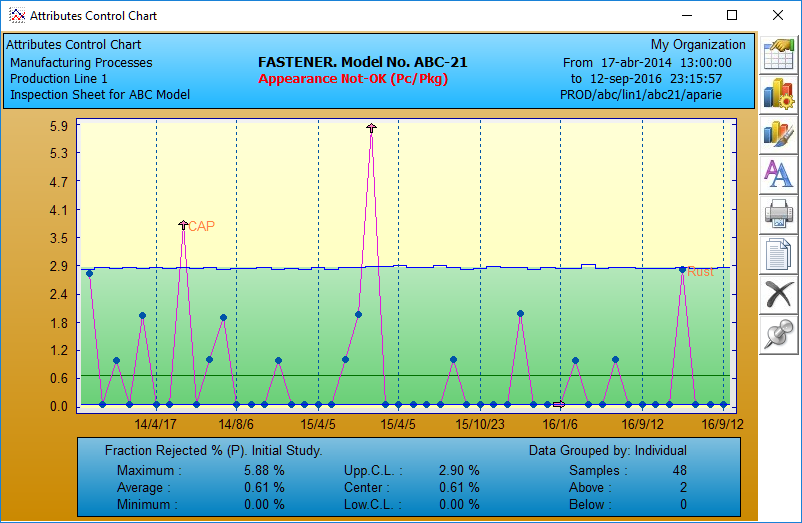 Attributes Control Chart
Attributes Control Chart
My Organization
Manufacturing Processes
FASTENER. Model No. ABC-21
From 17-abr-2014 13:00:00
Production Line 1
Appearance Not-OK (Pc/Pkg)
to 12-sep-2016 23:15:57
Inspection Sheet for ABC Model
PROD/abc/lin1/abc21/aparie
5.9
5.3
4.7
4.1
3.5
2.9
2.4
1.8
1.2
0.6
0.0
CAP
Rust
14/4/17 14/8/6 15/4/5 15/4/5 15/10/23 16/1/6 16/9/12 16/9/12
Fraction Rejected % (P). Initial Study. Data Grouped by: Individual
Maximum : 5.88 % Upp.C.L. : 2.90 % Samples : 48
Average : 0.61 % Center : 0.61 % Above : 2
Minimum : 0.00 % Low.C.L. : 0.00 % Below : 0